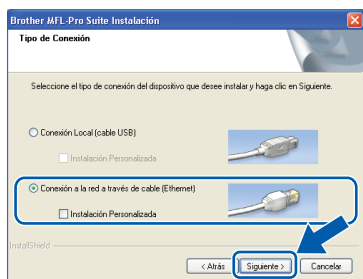 Brother MFL-Pro Suite Instalación
Tipo de Conexión
Seleccione el tipo de conexión del dispositivo que desee instalar y haga clic en Siguiente.
Conexión Local (cable USB)
Instalación Personalizada
Conexión a la red a través de cable (Ethernet)
Instalación Personalizada
InstallShield
< Atrás Siguiente > Cancelar